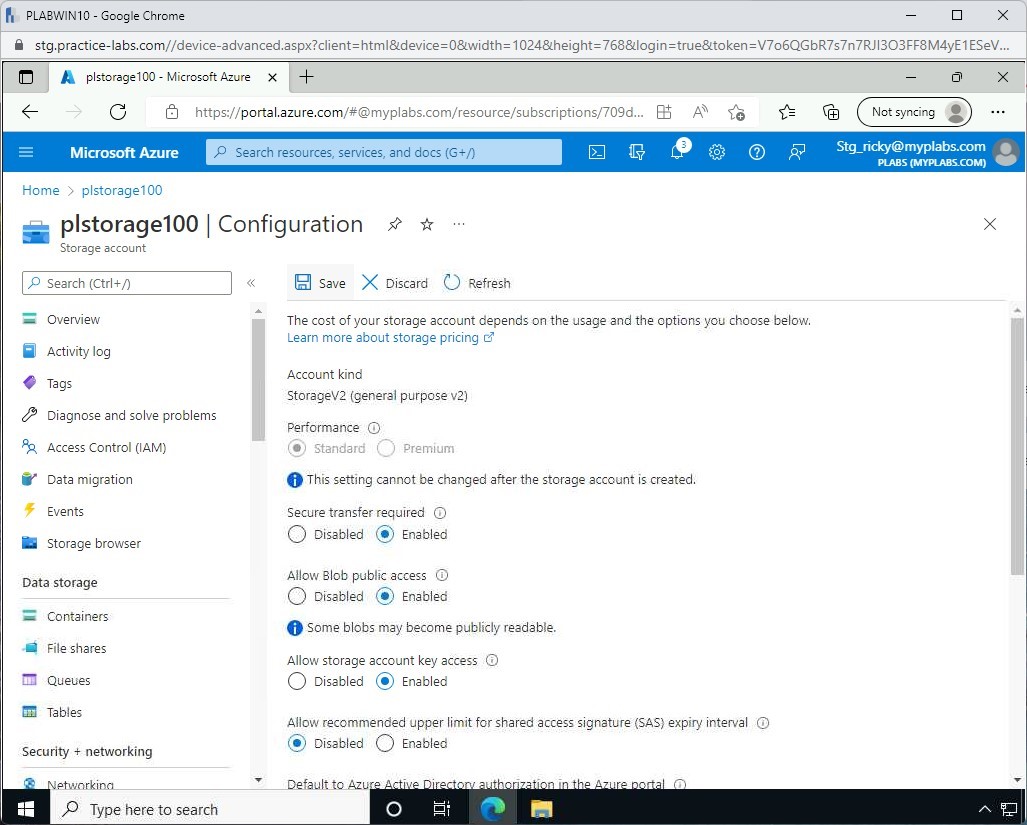 PLABWIN10 - Google Chrome
stg.practice-labs.com//device-advanced.aspx?client=html&device=0&width=1024&height=768&login=true&token=V7o6QGbR7s7n7RJI3O3FF8M4yE1ESeV...
plstorage100 - Microsoft Azure
https://portal.azure.com/#@myplabs.com/resource/subscriptions/709d...
Not syncing
Microsoft Azure
Search resources, services, and docs (G+/)
3
Stg_ricky@myplabs.com
PLABS (MYPLABS.COM)
Home > plstorage100
plstorage100 | Configuration
Storage account
Search (Ctrl+/)
Overview
Activity log
Tags
Diagnose and solve problems
Access Control (IAM)
Data migration
Events
Storage browser
Data storage
Containers
File shares
Queues
Tables
Security + networking
Networking
Save Discard Refresh
The cost of your storage account depends on the usage and the options you choose below.
Learn more about storage pricing
Account kind
StorageV2 (general purpose v2)
Performance
Standard Premium
This setting cannot be changed after the storage account is created.
Secure transfer required
Disabled Enabled
Allow Blob public access
Disabled Enabled
Some blobs may become publicly readable.
Allow storage account key access
Disabled Enabled
Allow recommended upper limit for shared access signature (SAS) expiry interval
Disabled Enabled
Default to Azure Active Directory authorization in the Azure portal
Type here to search